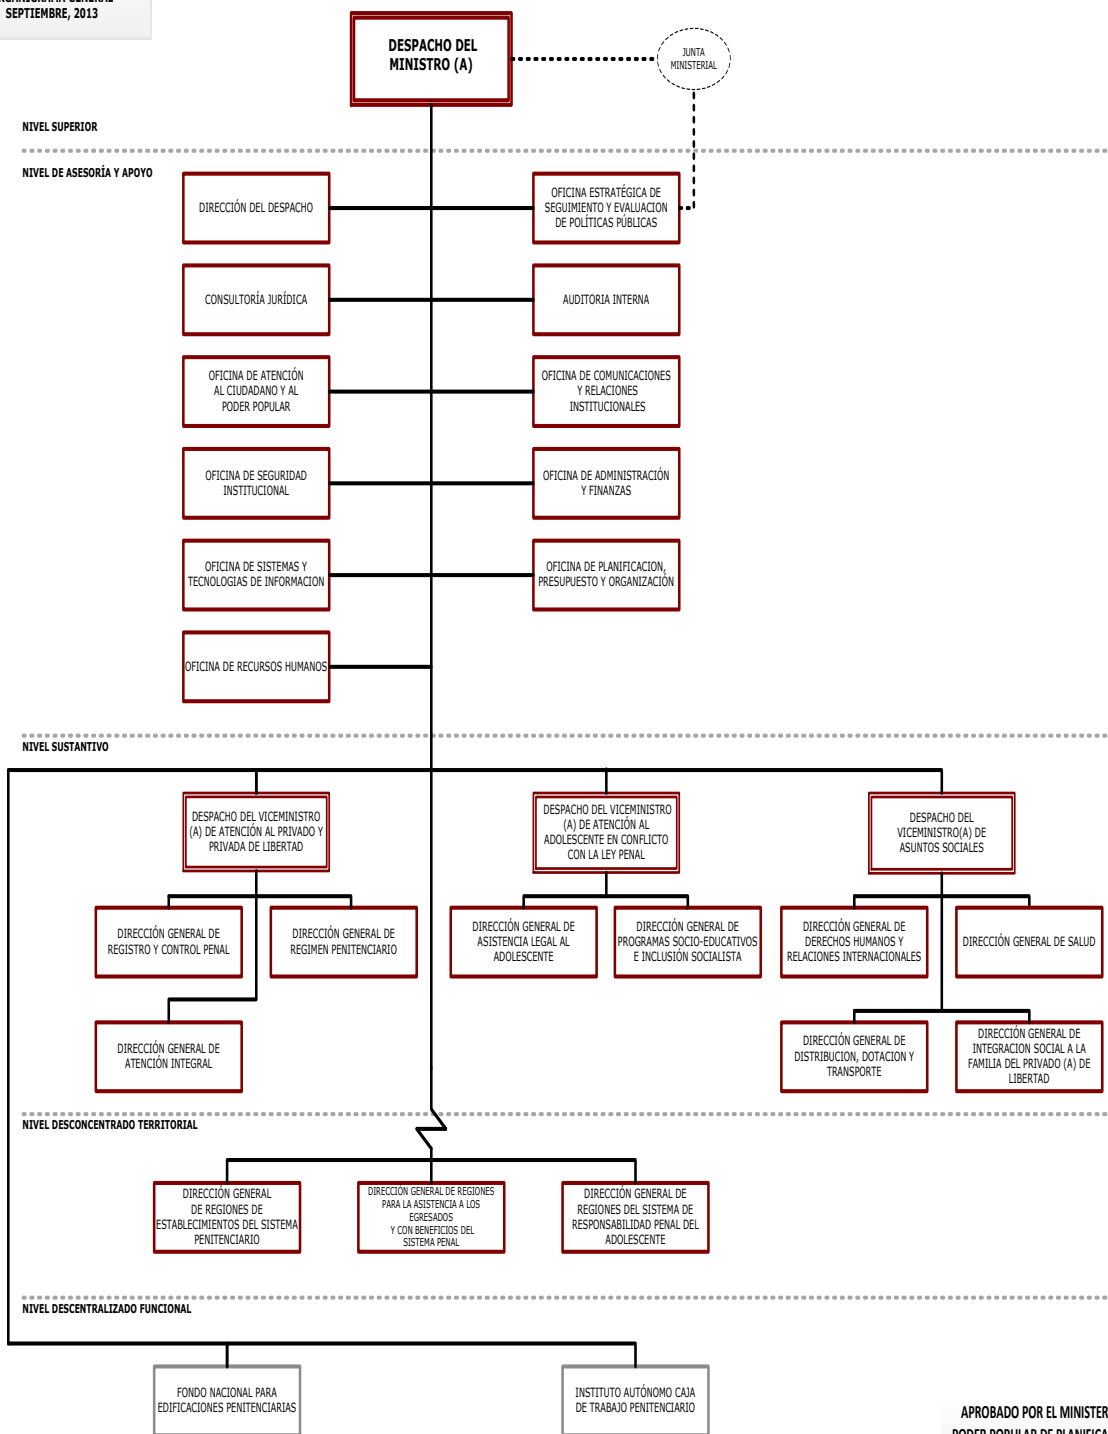 SEPTIEMBRE, 2013
DESPACHO DEL
MINISTRO (A)
JUNTA
MINISTERIAL
NIVEL SUPERIOR
NIVEL DE ASESORÍA Y APOYO
DIRECCIÓN DEL DESPACHO
OFICINA ESTRATÉGICA DE
SEGUIMIENTO Y EVALUACION
DE POLÍTICAS PÚBLICAS
CONSULTORÍA JURÍDICA
AUDITORIA INTERNA
OFICINA DE ATENCIÓN
AL CIUDADANO Y AL
PODER POPULAR
OFICINA DE COMUNICACIONES
Y RELACIONES
INSTITUCIONALES
OFICINA DE SEGURIDAD
INSTITUCIONAL
OFICINA DE ADMINISTRACIÓN
Y FINANZAS
OFICINA DE SISTEMAS Y
TECNOLOGIAS DE INFORMACION
OFICINA DE PLANIFICACION,
PRESUPUESTO Y ORGANIZACIÓN
OFICINA DE RECURSOS HUMANOS
NIVEL SUSTANTIVO
DESPACHO DEL VICEMINISTRO
(A) DE ATENCIÓN AL PRIVADO Y
PRIVADA DE LIBERTAD
DESPACHO DEL VICEMINISTRO
(A) DE ATENCIÓN AL
ADOLESCENTE EN CONFLICTO
CON LA LEY PENAL
DESPACHO DEL
VICEMINISTRO(A) DE
ASUNTOS SOCIALES
DIRECCIÓN GENERAL DE
REGISTRO Y CONTROL PENAL
DIRECCIÓN GENERAL DE
REGIMEN PENITENCIARIO
DIRECCIÓN GENERAL DE
ASISTENCIA LEGAL AL
ADOLESCENTE
DIRECCIÓN GENERAL DE
PROGRAMAS SOCIO-EDUCATIVOS
E INCLUSIÓN SOCIALISTA
DIRECCIÓN GENERAL DE
DERECHOS HUMANOS Y
RELACIONES INTERNACIONALES
DIRECCIÓN GENERAL DE SALUD
DIRECCIÓN GENERAL DE
ATENCIÓN INTEGRAL
DIRECCIÓN GENERAL DE
DISTRIBUCION, DOTACION Y
TRANSPORTE
DIRECCIÓN GENERAL DE
INTEGRACION SOCIAL A LA
FAMILIA DEL PRIVADO (A) DE
LIBERTAD
NIVEL DESCONCENTRADO TERRITORIAL
DIRECCIÓN GENERAL
DE REGIONES DE
ESTABLECIMIENTOS DEL SISTEMA
PENITENCIARIO
DIRECCIÓN GENERAL DE REGIONES
PARA LA ASISTENCIA A LOS
EGRESADOS
Y CON BENEFICIOS DEL
SISTEMA PENAL
DIRECCIÓN GENERAL DE
REGIONES DEL SISTEMA DE
RESPONSABILIDAD PENAL DEL
ADOLESCENTE
NIVEL DESCENTRALIZADO FUNCIONAL
FONDO NACIONAL PARA
EDIFICACIONES PENITENCIARIAS
INSTITUTO AUTÓNOMO CAJA
DE TRABAJO PENITENCIARIO
APROBADO POR EL MINISTER
PODER POPULAR DE PLANIFICA